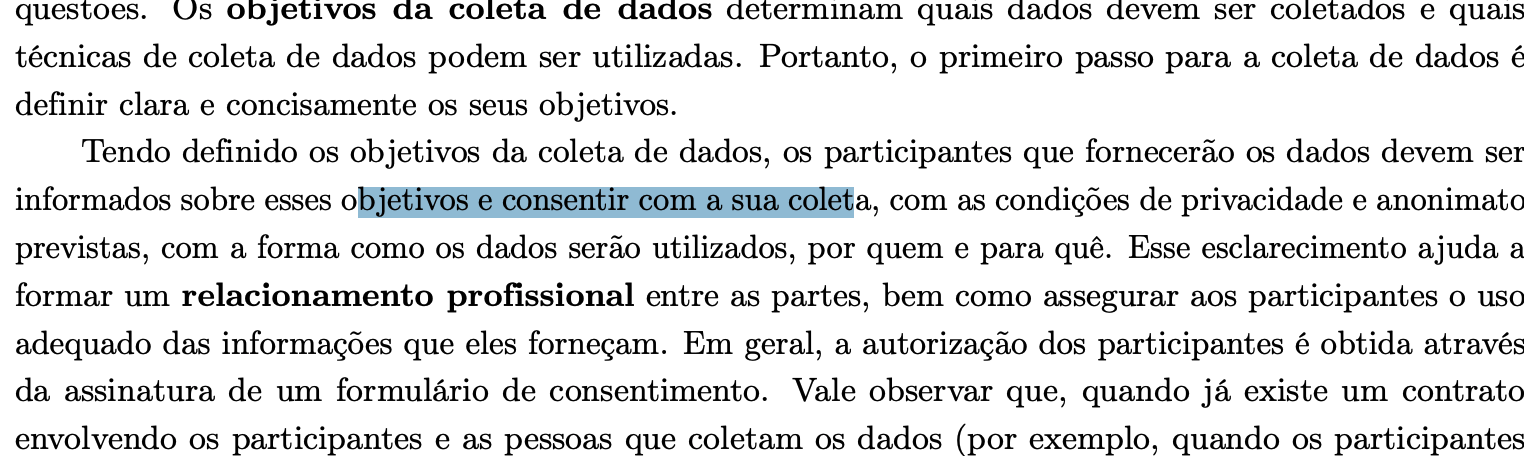 questões. Os objetivos da coleta de dados determinam quais dados devem ser coletados e quais
técnicas de coleta de dados podem ser utilizadas. Portanto, o primeiro passo para a coleta de dados é
definir clara e concisamente os seus objetivos.
Tendo definido os objetivos da coleta de dados, os participantes que fornecerão os dados devem ser
informados sobre esses objetivos e consentir com a sua coleta, com as condições de privacidade e anonimato
previstas, com a forma como os dados serão utilizados, por quem e para quê. Esse esclarecimento ajuda a
formar um relacionamento profissional entre as partes, bem como assegurar aos participantes o uso
adequado das informações que eles forneçam. Em geral, a autorização dos participantes é obtida através
da assinatura de um formulário de consentimento. Vale observar que, quando já existe um contrato
envolvendo os participantes e as pessoas que coletam os dados (por exemplo, quando os participantes